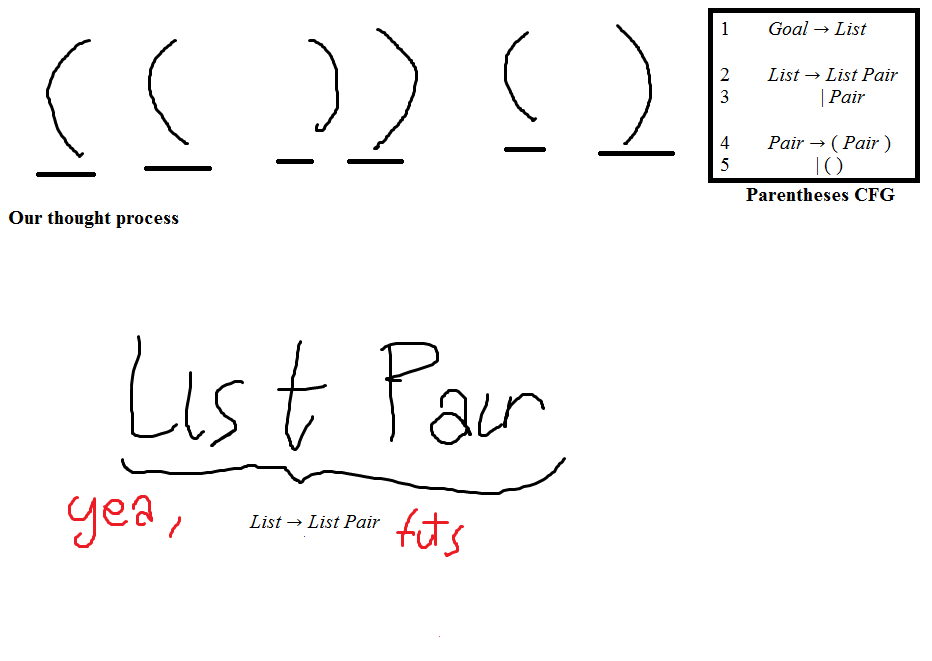 ( ( ) ) ( )
1 Goal → List
2 List → List Pair
3 | Pair
4 Pair → ( Pair )
5 | ( )
Parentheses CFG
Our thought process
List Pair
yea, List → List Pair fits